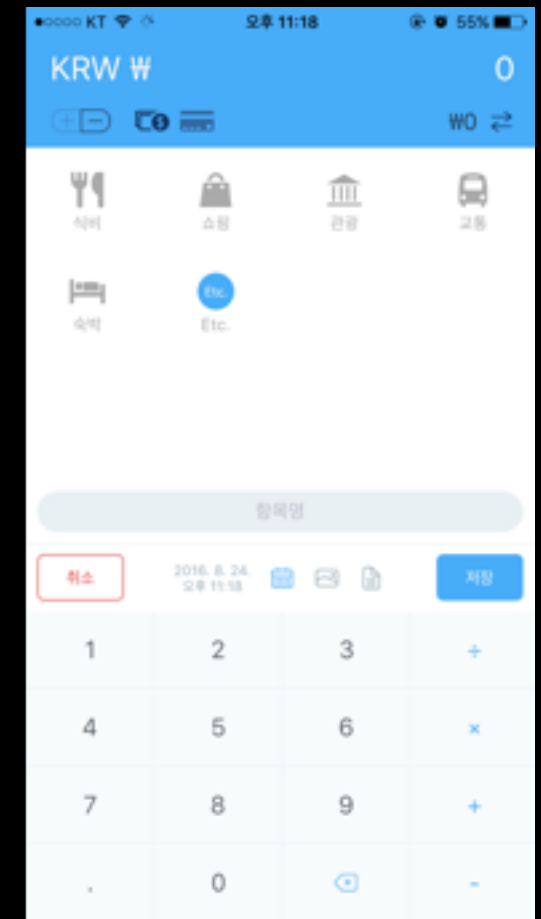 KT 오후 11:18 55%
KRW ₩ 0
₩0
식비 쇼핑 관광 교통
숙박 Etc. Etc.
항목명
취소 2016. 8. 24. 저장
오후 11:18
1 2 3 ÷
4 5 6 ×
7 8 9 +
. 0 -